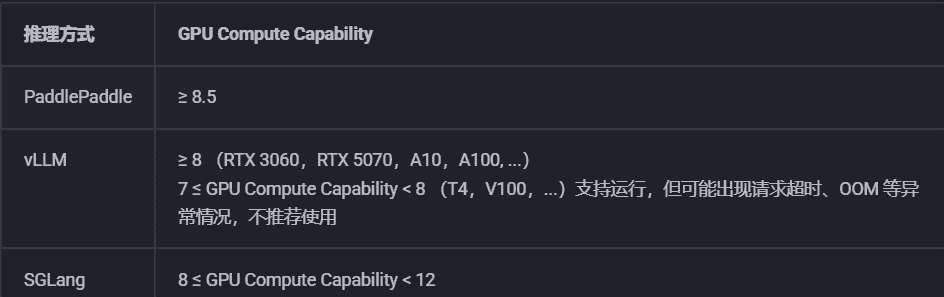 推理方式 GPU Compute Capability
PaddlePaddle ≥ 8.5
vLLM ≥ 8 （RTX 3060，RTX 5070，A10，A100, ...）
7 ≤ GPU Compute Capability < 8 （T4，V100，...）支持运行，但可能出现请求超时、OOM 等异
常情况，不推荐使用
SGLang 8 ≤ GPU Compute Capability < 12